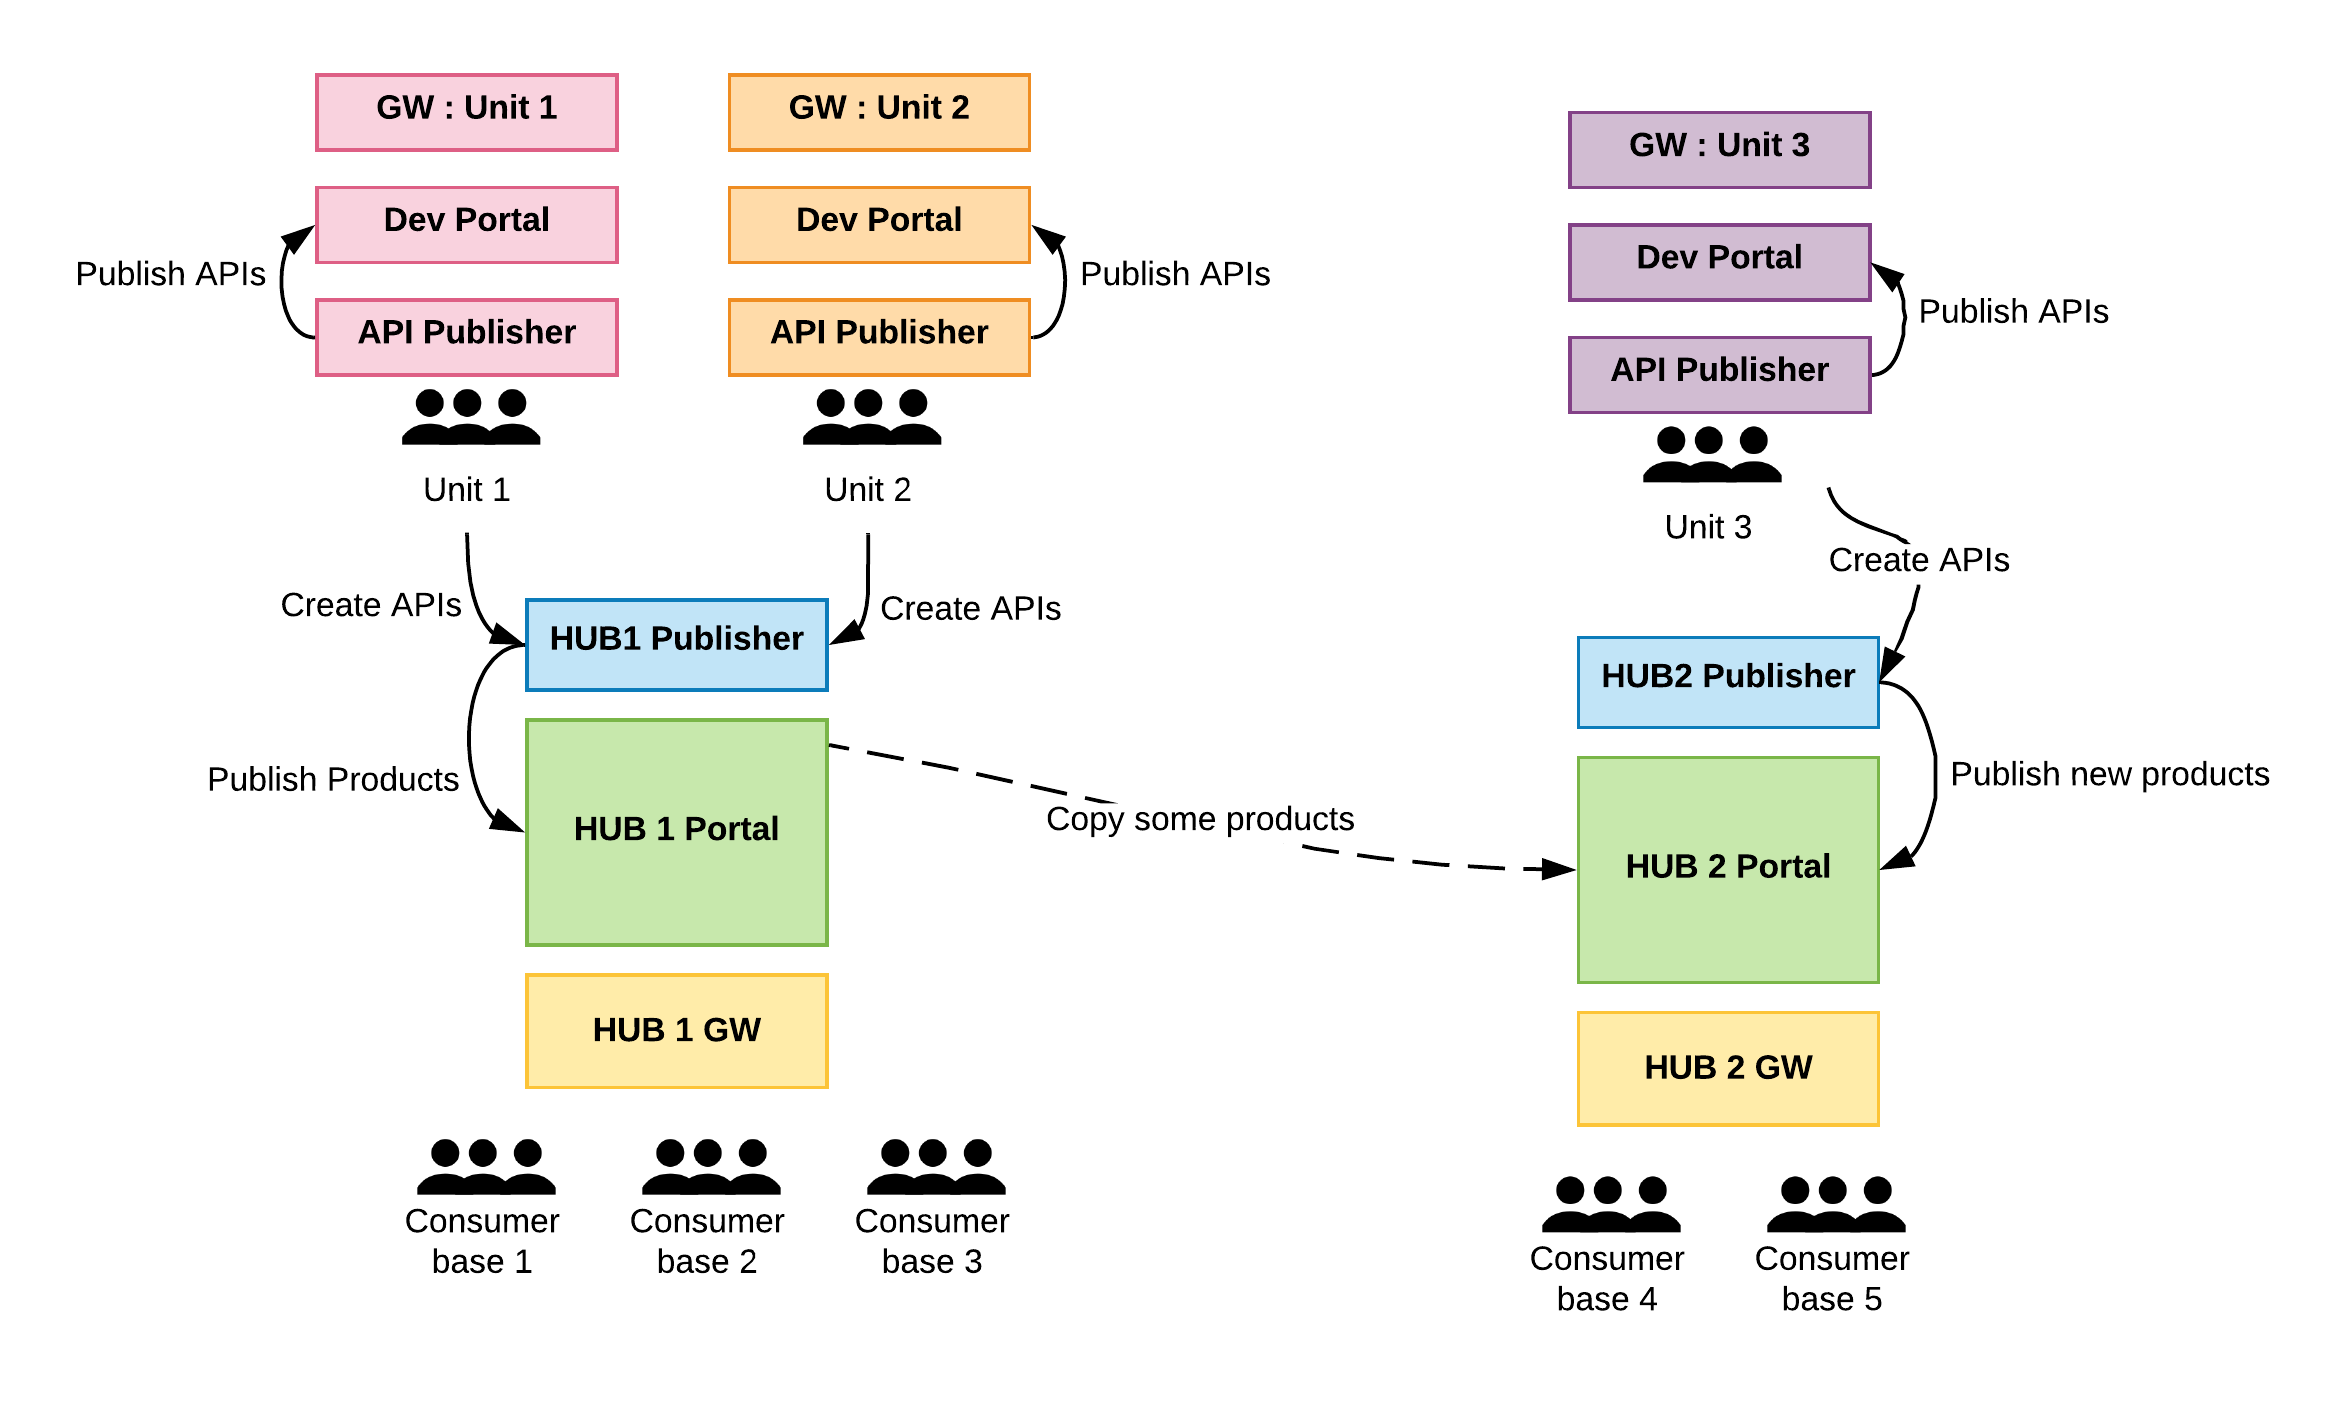 GW : Unit 1
GW : Unit 2
GW : Unit 3
Dev Portal
Dev Portal
Dev Portal
Publish APIs
Publish APIs
Publish APIs
API Publisher
API Publisher
API Publisher
Unit 1
Unit 2
Unit 3
Create APIs
Create APIs
Create APIs
HUB1 Publisher
HUB2 Publisher
Publish Products
Publish new products
HUB 1 Portal
Copy some products
HUB 2 Portal
HUB 1 GW
HUB 2 GW
Consumer
base 1
Consumer
base 2
Consumer
base 3
Consumer
base 4
Consumer
base 5